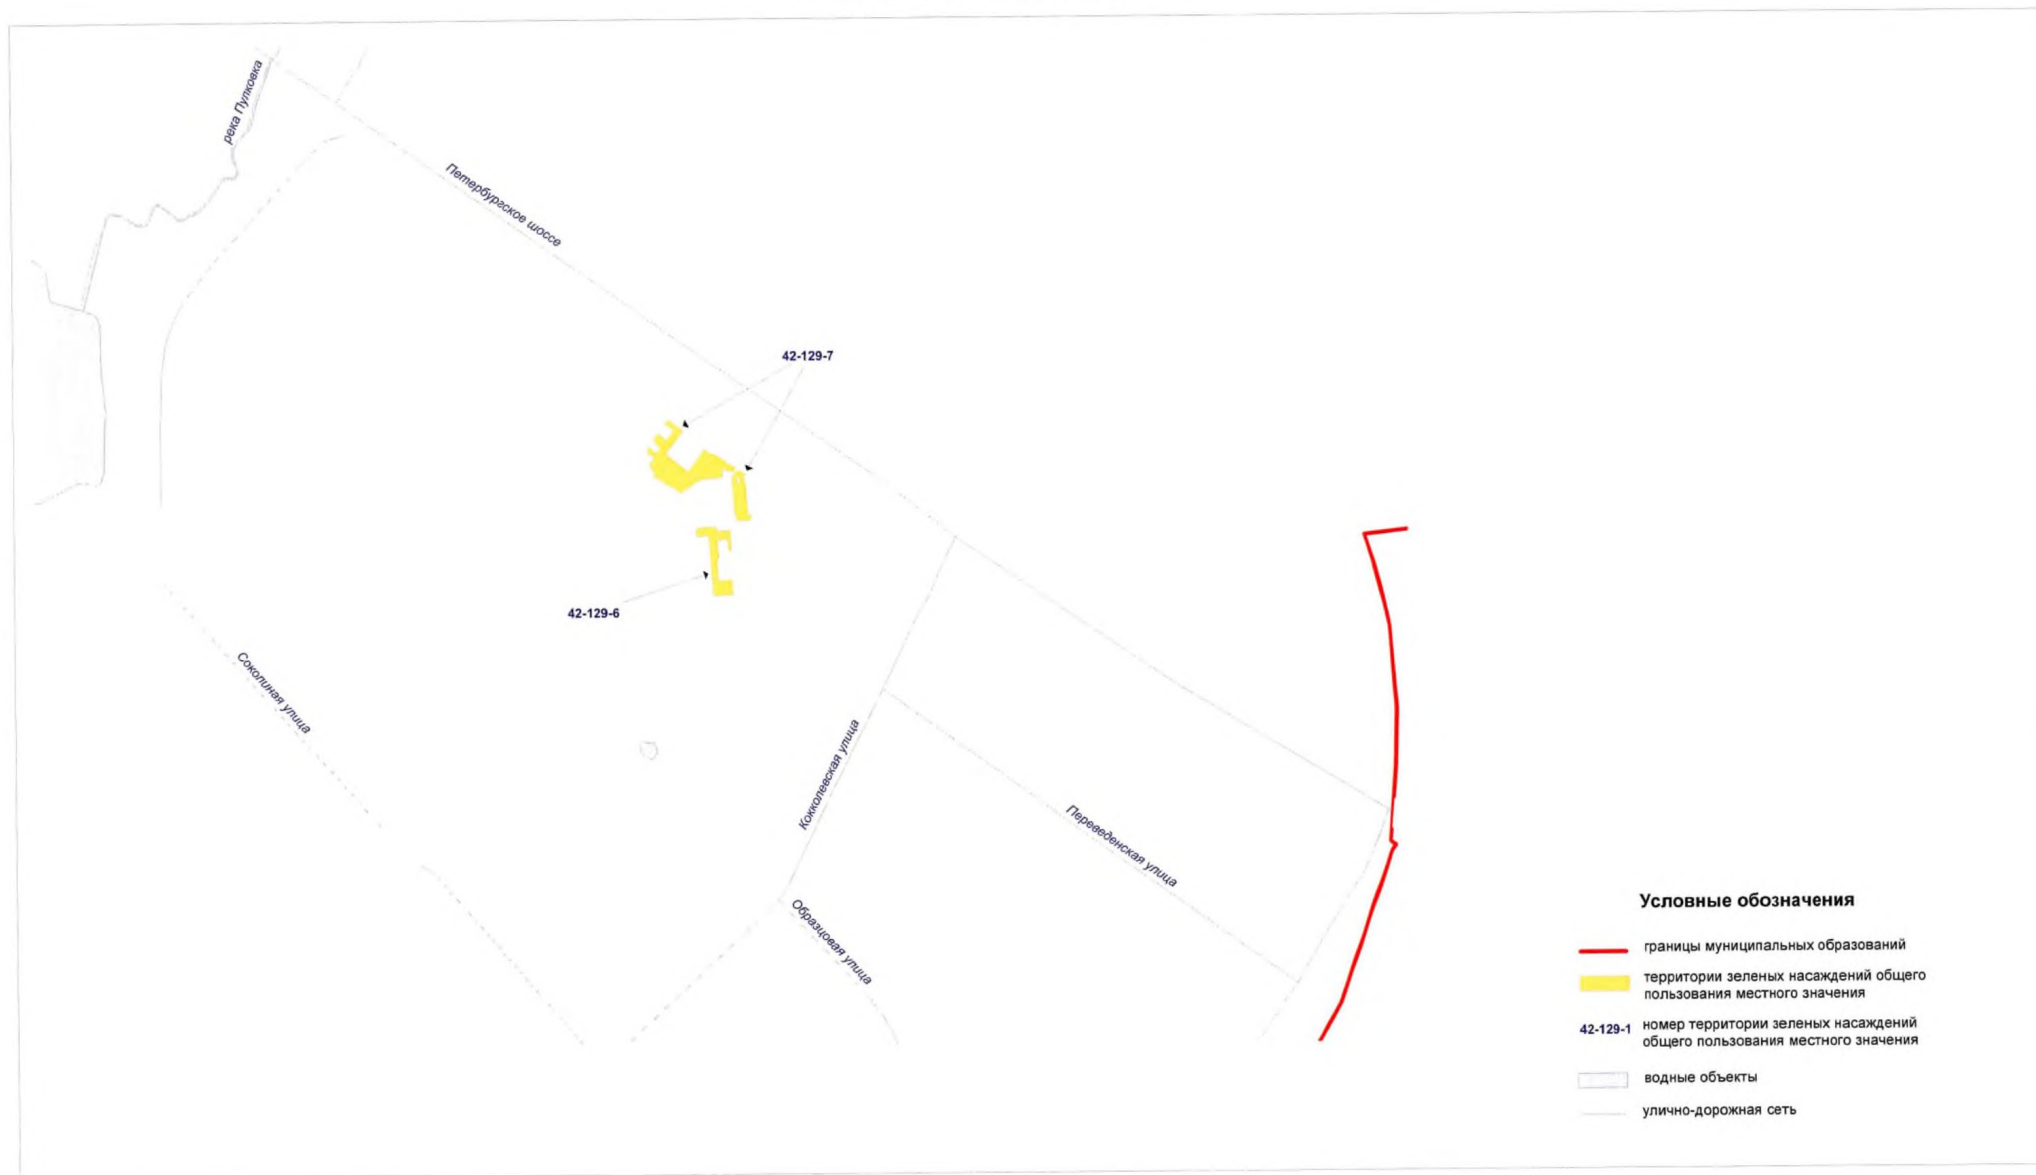 река Пулковка
Петербургское шоссе
42-129-7
42-129-6
Соколиная улица
Кокколевская улица
Переведенская улица
Образцовая улица
Условные обозначения
границы муниципальных образований
территории зеленых насаждений общего
пользования местного значения
42-129-1 номер территории зеленых насаждений
общего пользования местного значения
водные объекты
улично-дорожная сеть